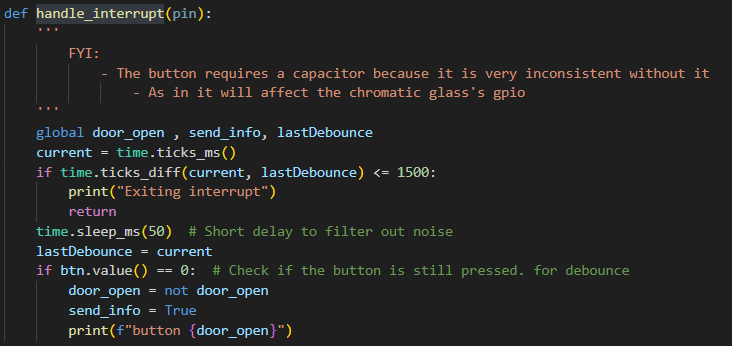 def handle_interrupt(pin):
'''
FYI:
- The button requires a capacitor because it is very inconsistent without it
- As in it will affect the chromatic glass's gpio
'''
global door_open , send_info, lastDebounce
current = time.ticks_ms()
if time.ticks_diff(current, lastDebounce) <= 1500:
print("Exiting interrupt")
return
time.sleep_ms(50)  # Short delay to filter out noise
lastDebounce = current
if btn.value() == 0:  # Check if the button is still pressed. for debounce
door_open = not door_open
send_info = True
print(f"button {door_open}")